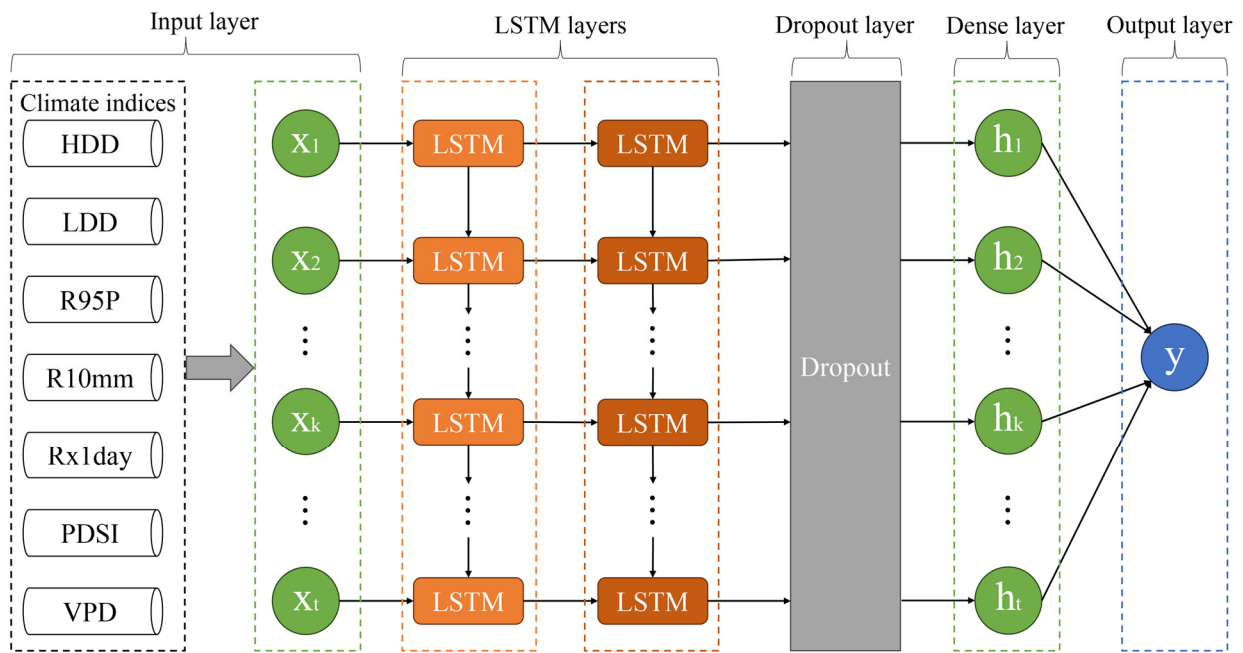 Input layer
LSTM layers
Dropout layer
Dense layer
Output layer
Climate indices
HDD
LDD
R95P
R10mm
Rx1day
PDSI
VPD
x1
x2
xk
xt
LSTM
LSTM
LSTM
LSTM
LSTM
LSTM
LSTM
LSTM
Dropout
h1
h2
hk
ht
y